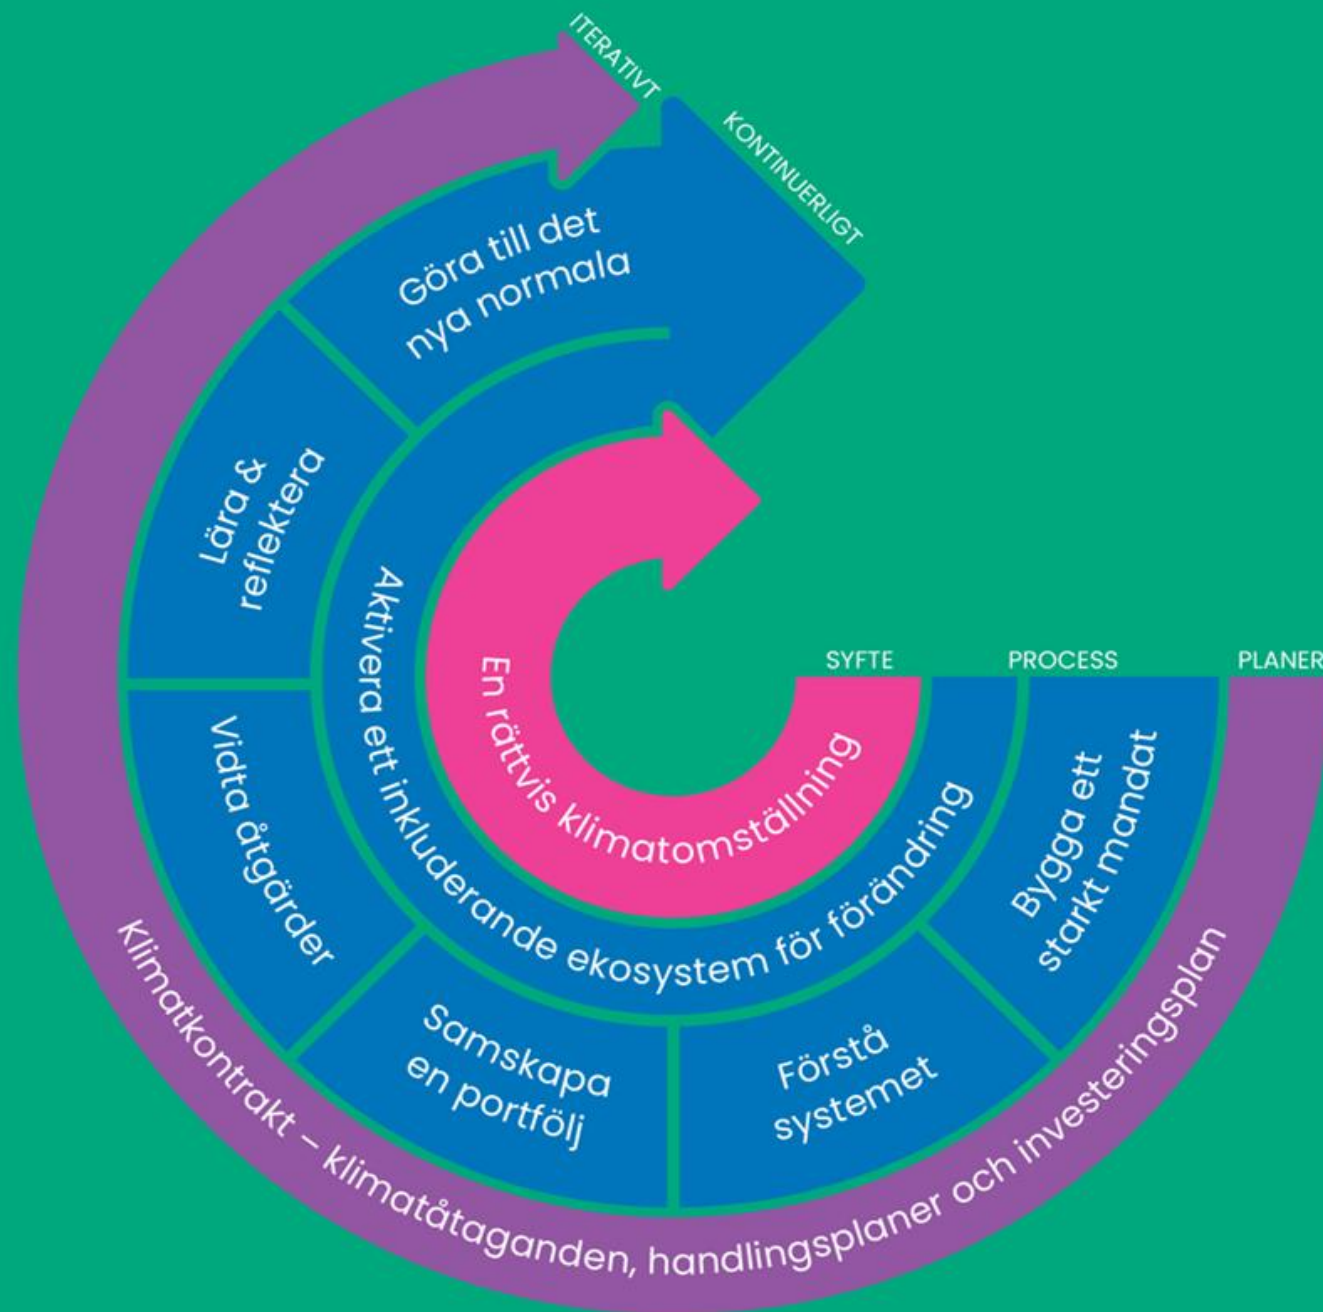 ITERATIVT
KONTINUERLIGT
SYFTE
PROCESS
PLANER
En rättvis klimatomställning
Aktivera ett inkluderande ekosystem för förändring
Bygga ett
starkt mandat
Förstå
systemet
Samskapa
en portfölj
Vidta åtgärder
Lära &
reflektera
Göra till det
nya normala
Klimatkontrakt – klimatåtaganden, handlingsplaner och investeringsplan